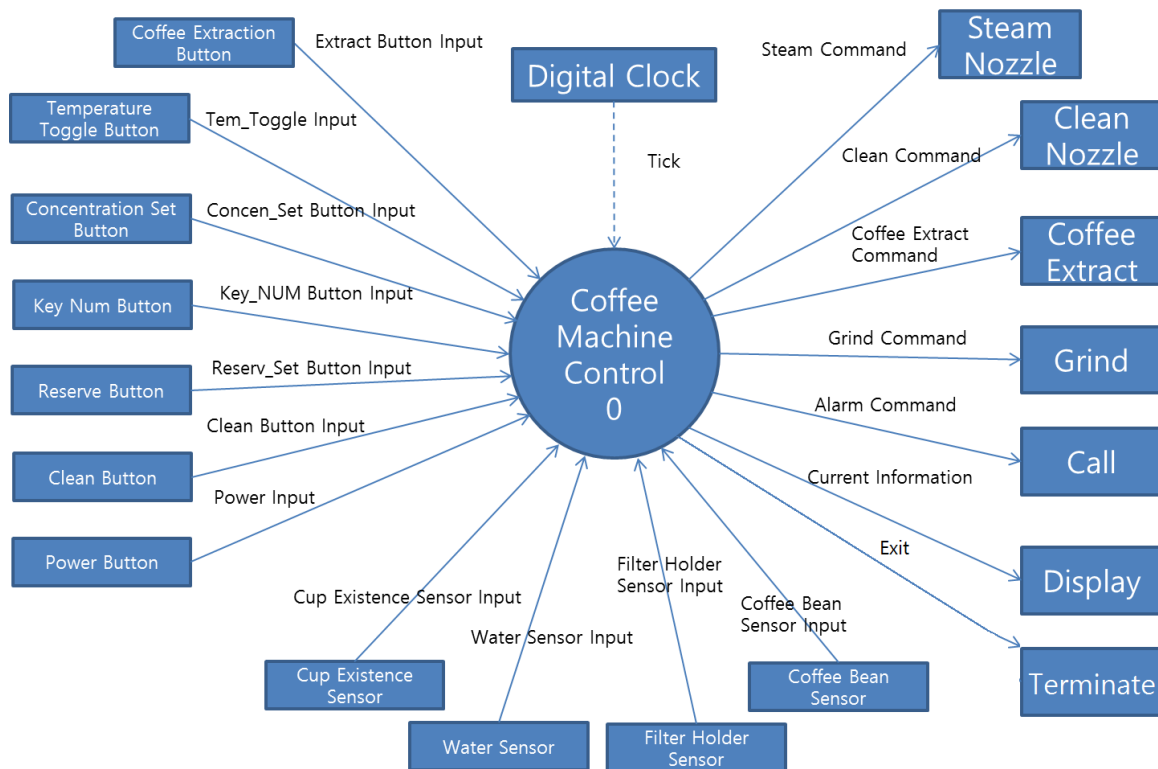 Coffee Extraction
Button
Extract Button Input
Digital Clock
Steam Command
Steam
Nozzle
Temperature
Toggle Button
Tem_Toggle Input
Tick
Clean Command
Clean
Nozzle
Concentration Set
Button
Concen_Set Button Input
Coffee Extract
Command
Coffee
Extract
Key Num Button
Key_NUM Button Input
Coffee
Machine
Control
0
Grind Command
Grind
Reserve Button
Reserv_Set Button Input
Alarm Command
Call
Clean Button
Clean Button Input
Current Information
Display
Power Button
Power Input
Exit
Terminate
Cup Existence Sensor Input
Cup Existence
Sensor
Water Sensor Input
Water Sensor
Filter Holder
Sensor Input
Filter Holder
Sensor
Coffee Bean
Sensor Input
Coffee Bean
Sensor